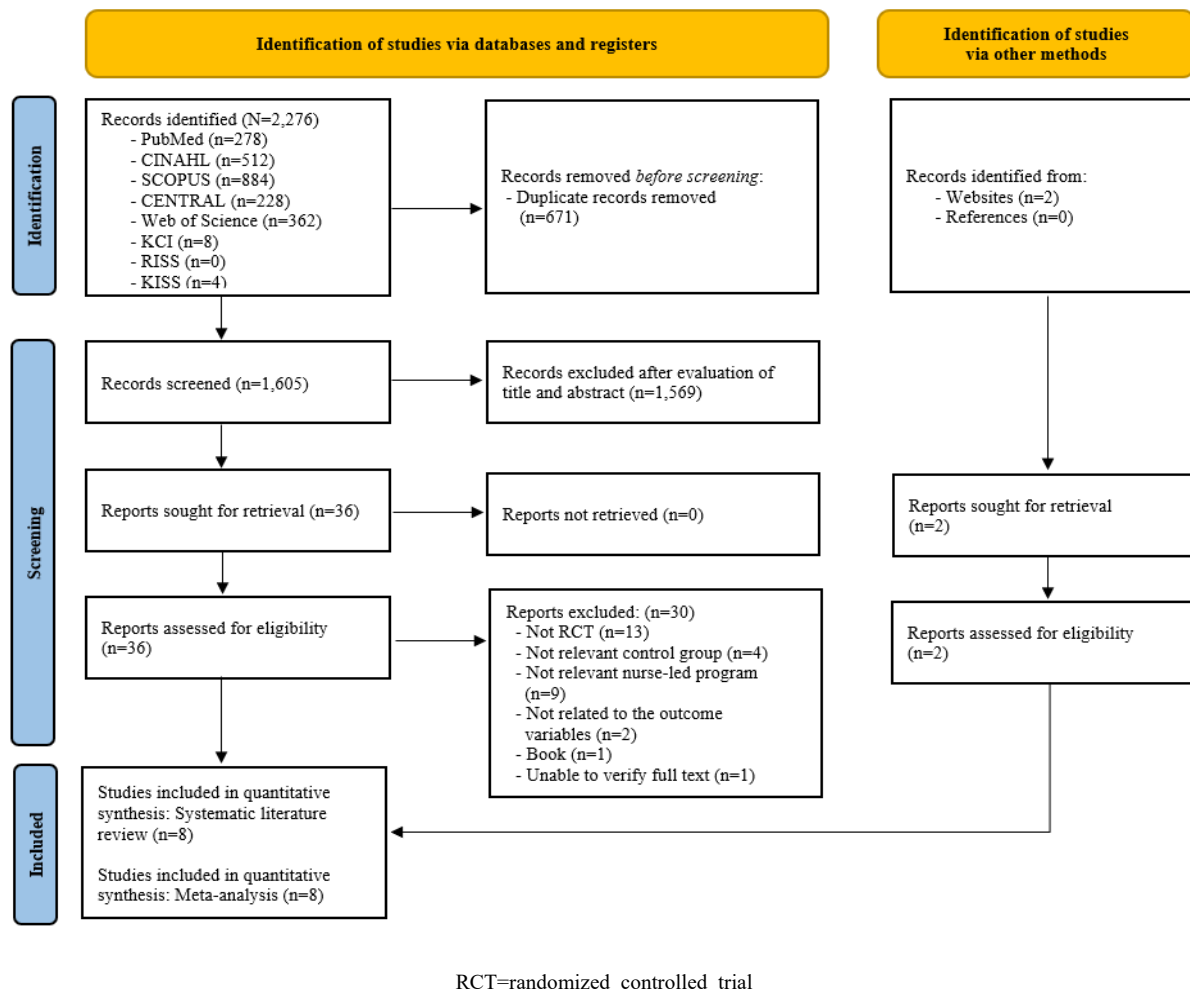 Identification of studies via databases and registers
Identification of studies
via other methods
Identification
Records identified (N=2,276)
- PubMed (n=278)
- CINAHL (n=512)
- SCOPUS (n=884)
- CENTRAL (n=228)
- Web of Science (n=362)
- KCI (n=8)
- RISS (n=0)
- KISS (n=4)
Records removed before screening:
- Duplicate records removed
(n=671)
Records identified from:
- Websites (n=2)
- References (n=0)
Screening
Records screened (n=1,605)
Records excluded after evaluation of
title and abstract (n=1,569)
Reports sought for retrieval (n=36)
Reports not retrieved (n=0)
Reports sought for retrieval
(n=2)
Reports assessed for eligibility
(n=36)
Reports excluded: (n=30)
- Not RCT (n=13)
- Not relevant control group (n=4)
- Not relevant nurse-led program
(n=9)
- Not related to the outcome
variables (n=2)
- Book (n=1)
- Unable to verify full text (n=1)
Reports assessed for eligibility
(n=2)
Included
Studies included in quantitative
synthesis: Systematic literature
review (n=8)
Studies included in quantitative
synthesis: Meta-analysis (n=8)
RCT=randomized controlled trial